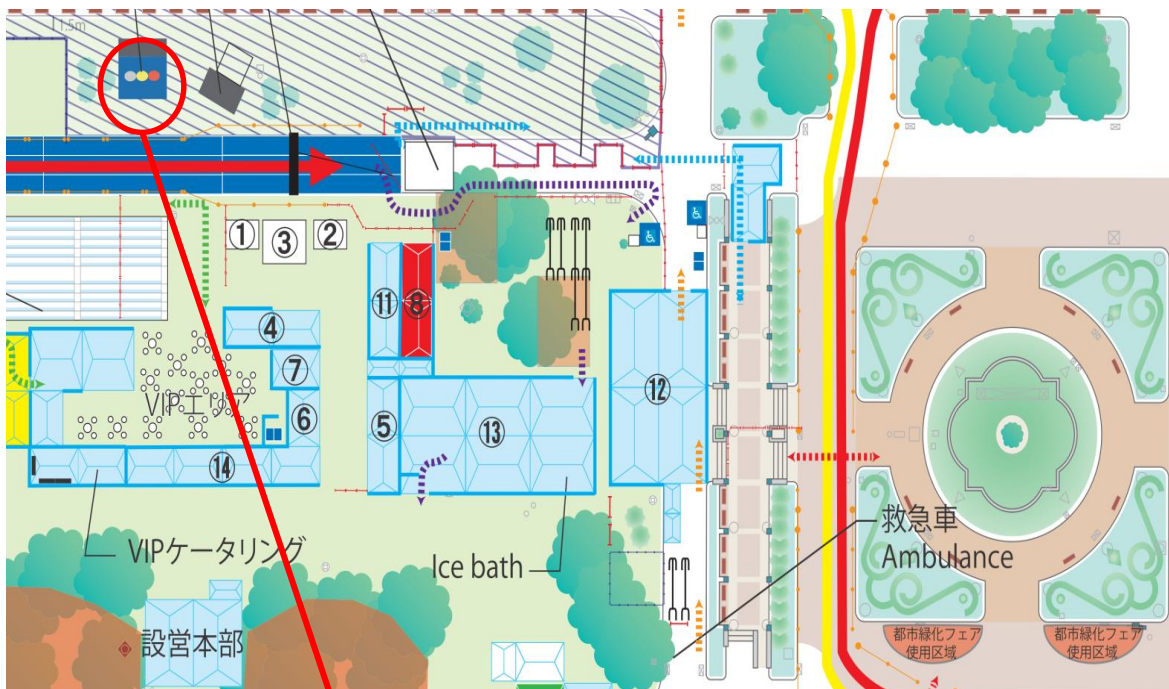 1.5m
①
③
②
⑪
⑧
④
⑦
VIPエリア
⑥
⑤
⑬
⑫
⑭
VIPケータリング
Ice bath
救急車
Ambulance
設営本部
都市緑化フェア
使用区域
都市緑化フェア
使用区域